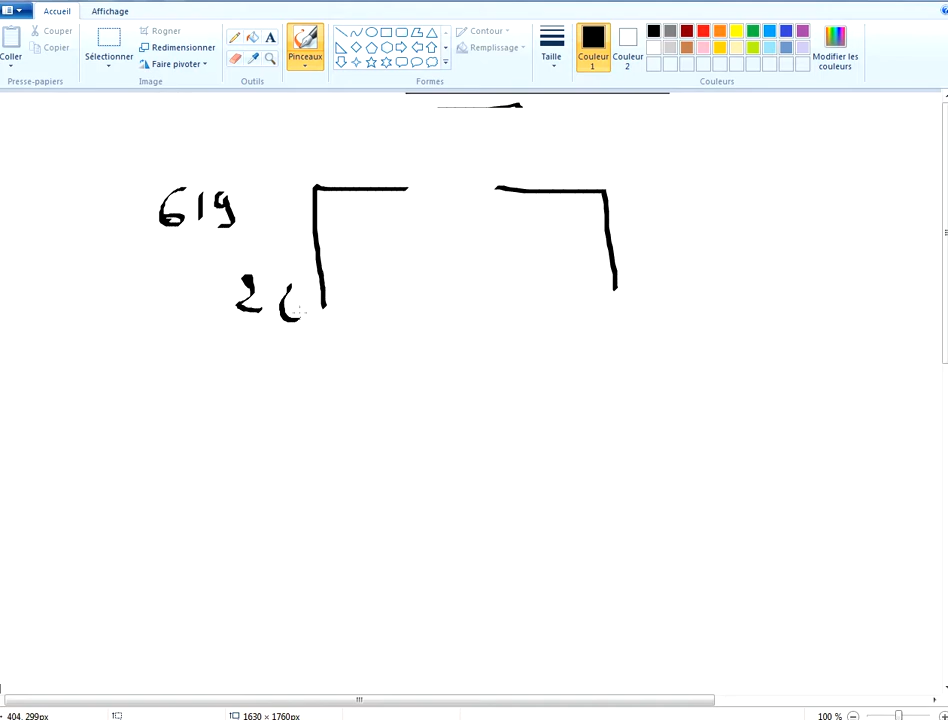 Accueil Affichage
Coller Couper Copier Sélectionner Rogner Redimensionner Faire pivoter Pinceaux Contour Remplissage Taille Couleur 1 Couleur 2 Modifier les couleurs
Presse-papiers Image Outils Formes Couleurs
619
2
404, 299px 1630 × 1760px 100 %